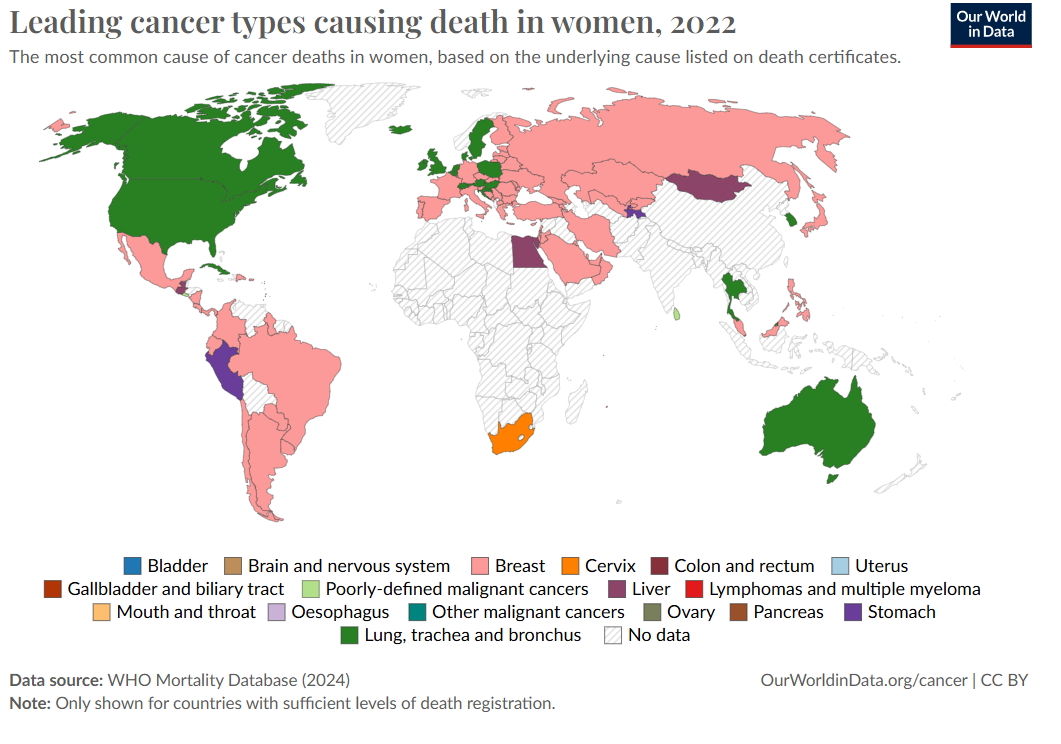 Leading cancer types causing death in women, 2022
Our World
in Data
The most common cause of cancer deaths in women, based on the underlying cause listed on death certificates.
Bladder Brain and nervous system Breast Cervix Colon and rectum Uterus
Gallbladder and biliary tract Poorly-defined malignant cancers Liver Lymphomas and multiple myeloma
Mouth and throat Oesophagus Other malignant cancers Ovary Pancreas Stomach
Lung, trachea and bronchus No data
Data source: WHO Mortality Database (2024) OurWorldinData.org/cancer | CC BY
Note: Only shown for countries with sufficient levels of death registration.